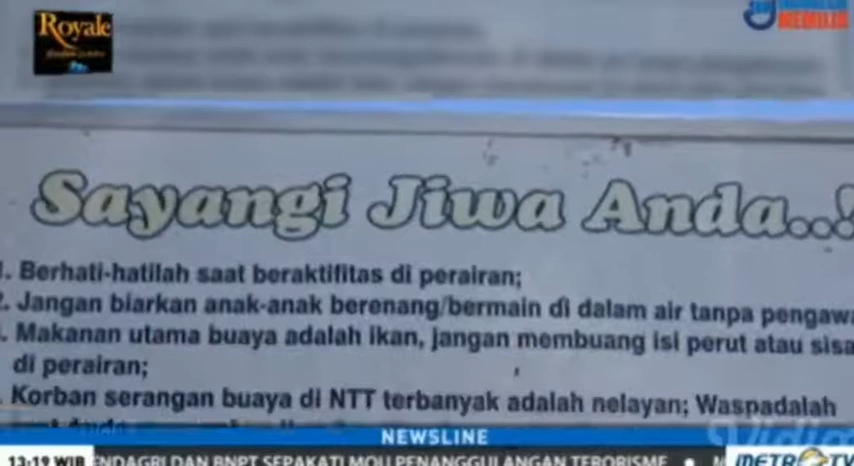 Royale
MEMILIH
Sayangi Jiwa Anda..!
1. Berhati-hatilah saat beraktifitas di perairan;
2. Jangan biarkan anak-anak berenang/bermain di dalam air tanpa pengawa
. Makanan utama buaya adalah ikan, jangan membuang isi perut atau sisa
di perairan;
. Korban serangan buaya di NTT terbanyak adalah nelayan; Waspadalah
NEWSLINE
Vidio
13:19 WIB ENDAGRI DAN BNPT SEPAKATI MOU PENANGGULANGAN TERORISME
METRO TV